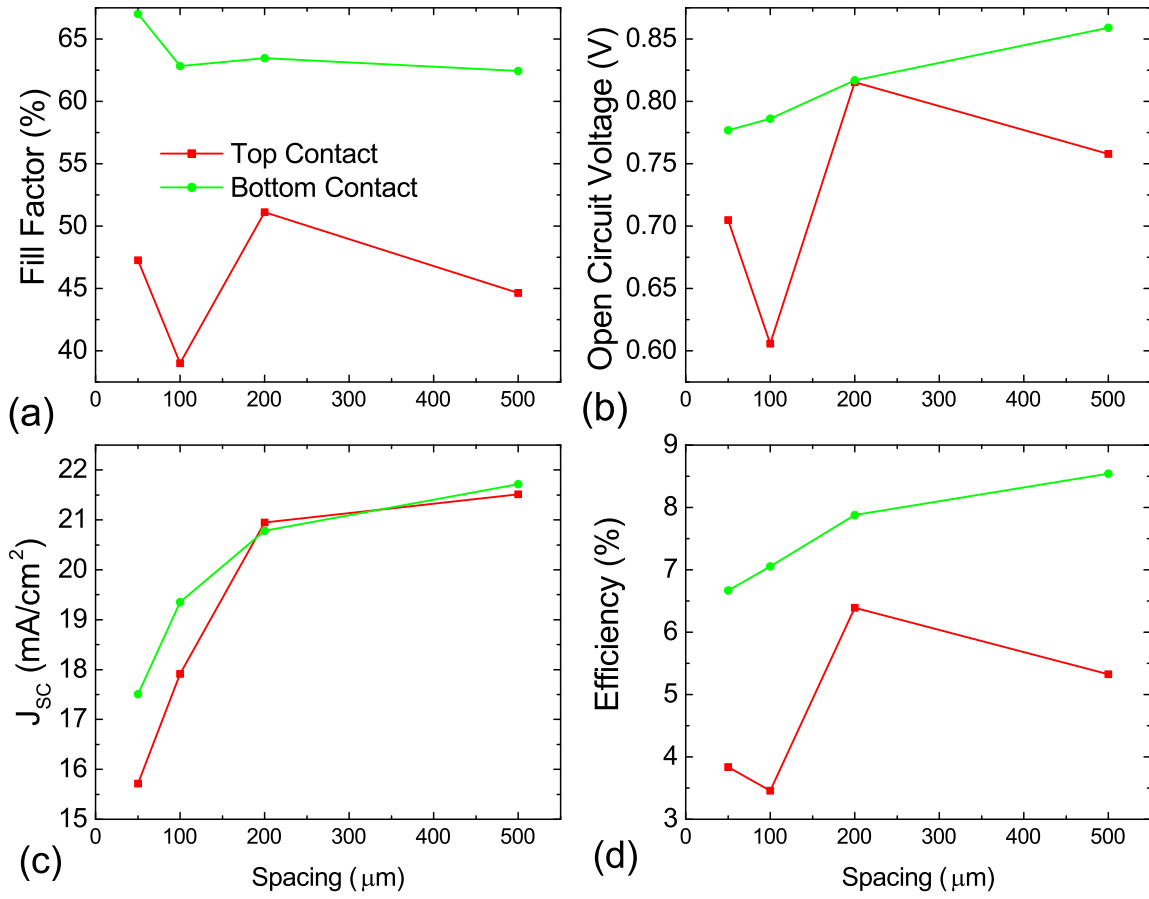 65
60
55
50
45
40
Fill Factor (%)
Top Contact
Bottom Contact
0 100 200 300 400 500
(a)
0.85
0.80
0.75
0.70
0.65
0.60
Open Circuit Voltage (V)
0 100 200 300 400 500
(b)
22
21
20
19
18
17
16
15
J_SC (mA/cm²)
0 100 200 300 400 500
Spacing (μm)
(c)
9
8
7
6
5
4
3
Efficiency (%)
0 100 200 300 400 500
Spacing (μm)
(d)